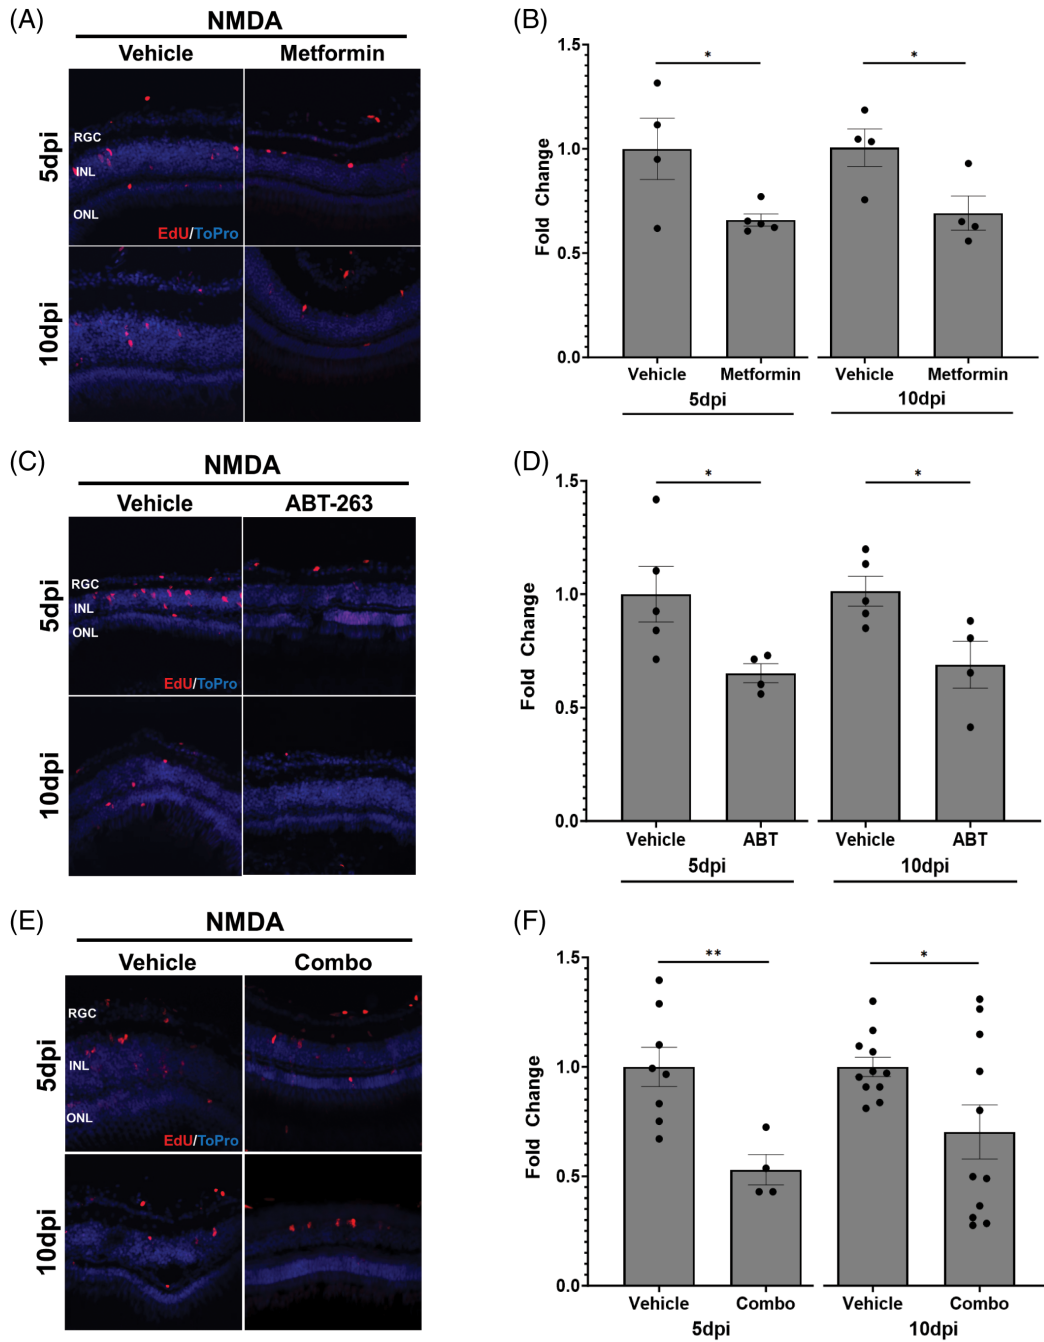 (A)
NMDA
Vehicle Metformin
5dpi
RGC
INL
ONL
EdU/ToPro
10dpi
(B)
Fold Change
1.5
1.0
0.5
0.0
*
*
Vehicle Metformin Vehicle Metformin
5dpi 10dpi
(C)
NMDA
Vehicle ABT-263
5dpi
RGC
INL
ONL
EdU/ToPro
10dpi
(D)
Fold Change
1.5
1.0
0.5
0.0
*
*
Vehicle ABT Vehicle ABT
5dpi 10dpi
(E)
NMDA
Vehicle Combo
5dpi
RGC
INL
ONL
EdU/ToPro
10dpi
(F)
Fold Change
1.5
1.0
0.5
0.0
**
*
Vehicle Combo Vehicle Combo
5dpi 10dpi